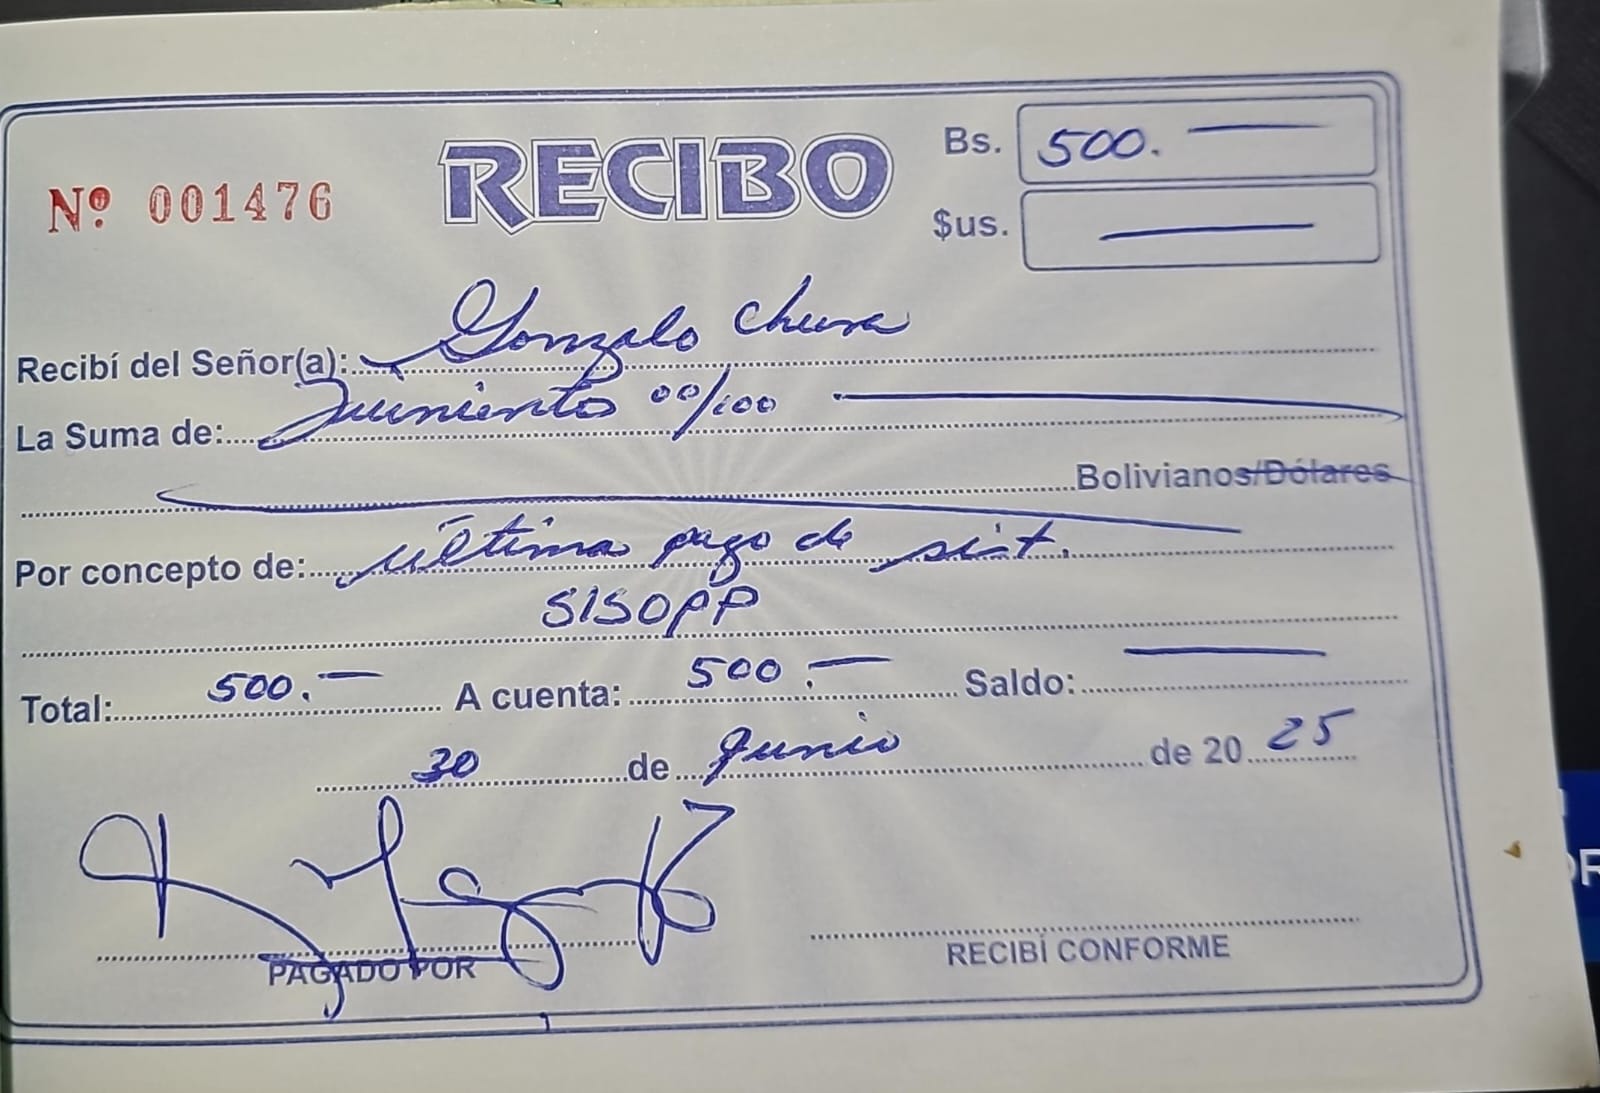 Nº 001476
RECIBO
Bs. 500.
$us.
Recibí del Señor(a): Gonzalo Chura
La Suma de: Quiniento 00/100
Bolivianos/Dólares
Por concepto de: última pago de sist.
SISOPP
Total: 500.- A cuenta: 500.- Saldo:
30 de Junio de 2025
PAGADO POR
RECIBÍ CONFORME